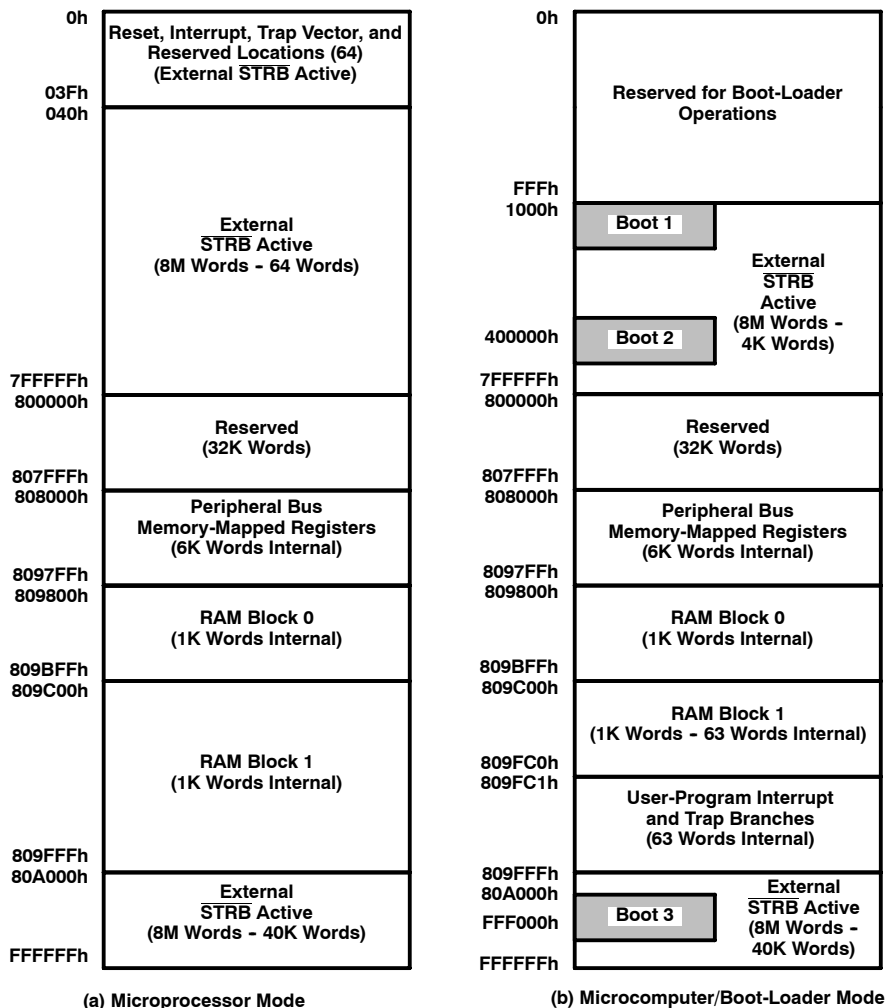 0h
Reset, Interrupt, Trap Vector, and
Reserved Locations (64)
(External STRB Active)
03Fh
040h
External
STRB Active
(8M Words - 64 Words)
7FFFFFh
800000h
Reserved
(32K Words)
807FFFh
808000h
Peripheral Bus
Memory-Mapped Registers
(6K Words Internal)
8097FFh
809800h
RAM Block 0
(1K Words Internal)
809BFFh
809C00h
RAM Block 1
(1K Words Internal)
809FFFh
80A000h
External
STRB Active
(8M Words - 40K Words)
FFFFFFh
(a) Microprocessor Mode
0h
Reserved for Boot-Loader
Operations
FFFh
1000h
Boot 1
External
STRB
Active
(8M Words -
4K Words)
400000h
Boot 2
7FFFFFh
800000h
Reserved
(32K Words)
807FFFh
808000h
Peripheral Bus
Memory-Mapped Registers
(6K Words Internal)
8097FFh
809800h
RAM Block 0
(1K Words Internal)
809BFFh
809C00h
RAM Block 1
(1K Words - 63 Words Internal)
809FC0h
809FC1h
User-Program Interrupt
and Trap Branches
(63 Words Internal)
809FFFh
80A000h
Boot 3
FFF000h
External
STRB Active
(8M Words -
40K Words)
FFFFFFh
(b) Microcomputer/Boot-Loader Mode